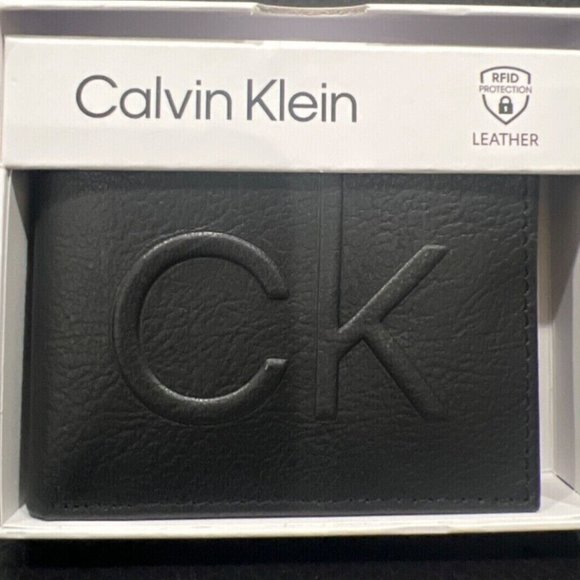 Calvin Klein
RFID
PROTECTION
LEATHER
CK